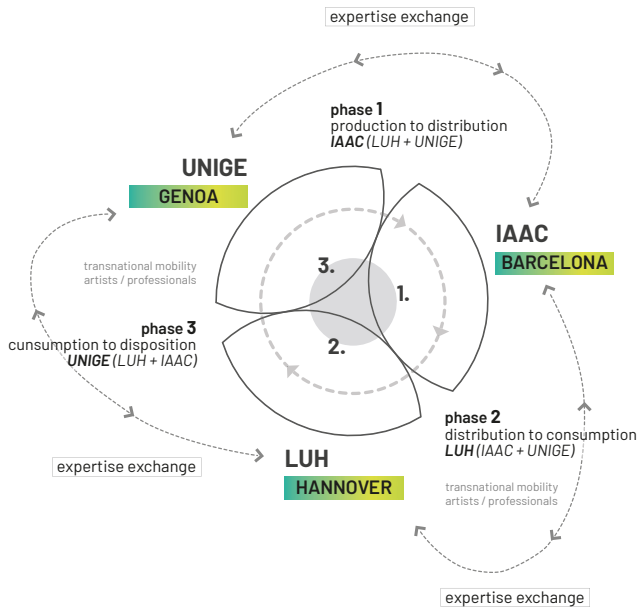 expertise exchange
phase 1
production to distribution
IAAC (LUH + UNIGE)
UNIGE
GENOA
IAAC
BARCELONA
transnational mobility
artists / professionals
3.
1.
2.
phase 3
cunsumption to disposition
UNIGE (LUH + IAAC)
phase 2
distribution to consumption
LUH (IAAC + UNIGE)
expertise exchange
LUH
HANNOVER
transnational mobility
artists / professionals
expertise exchange